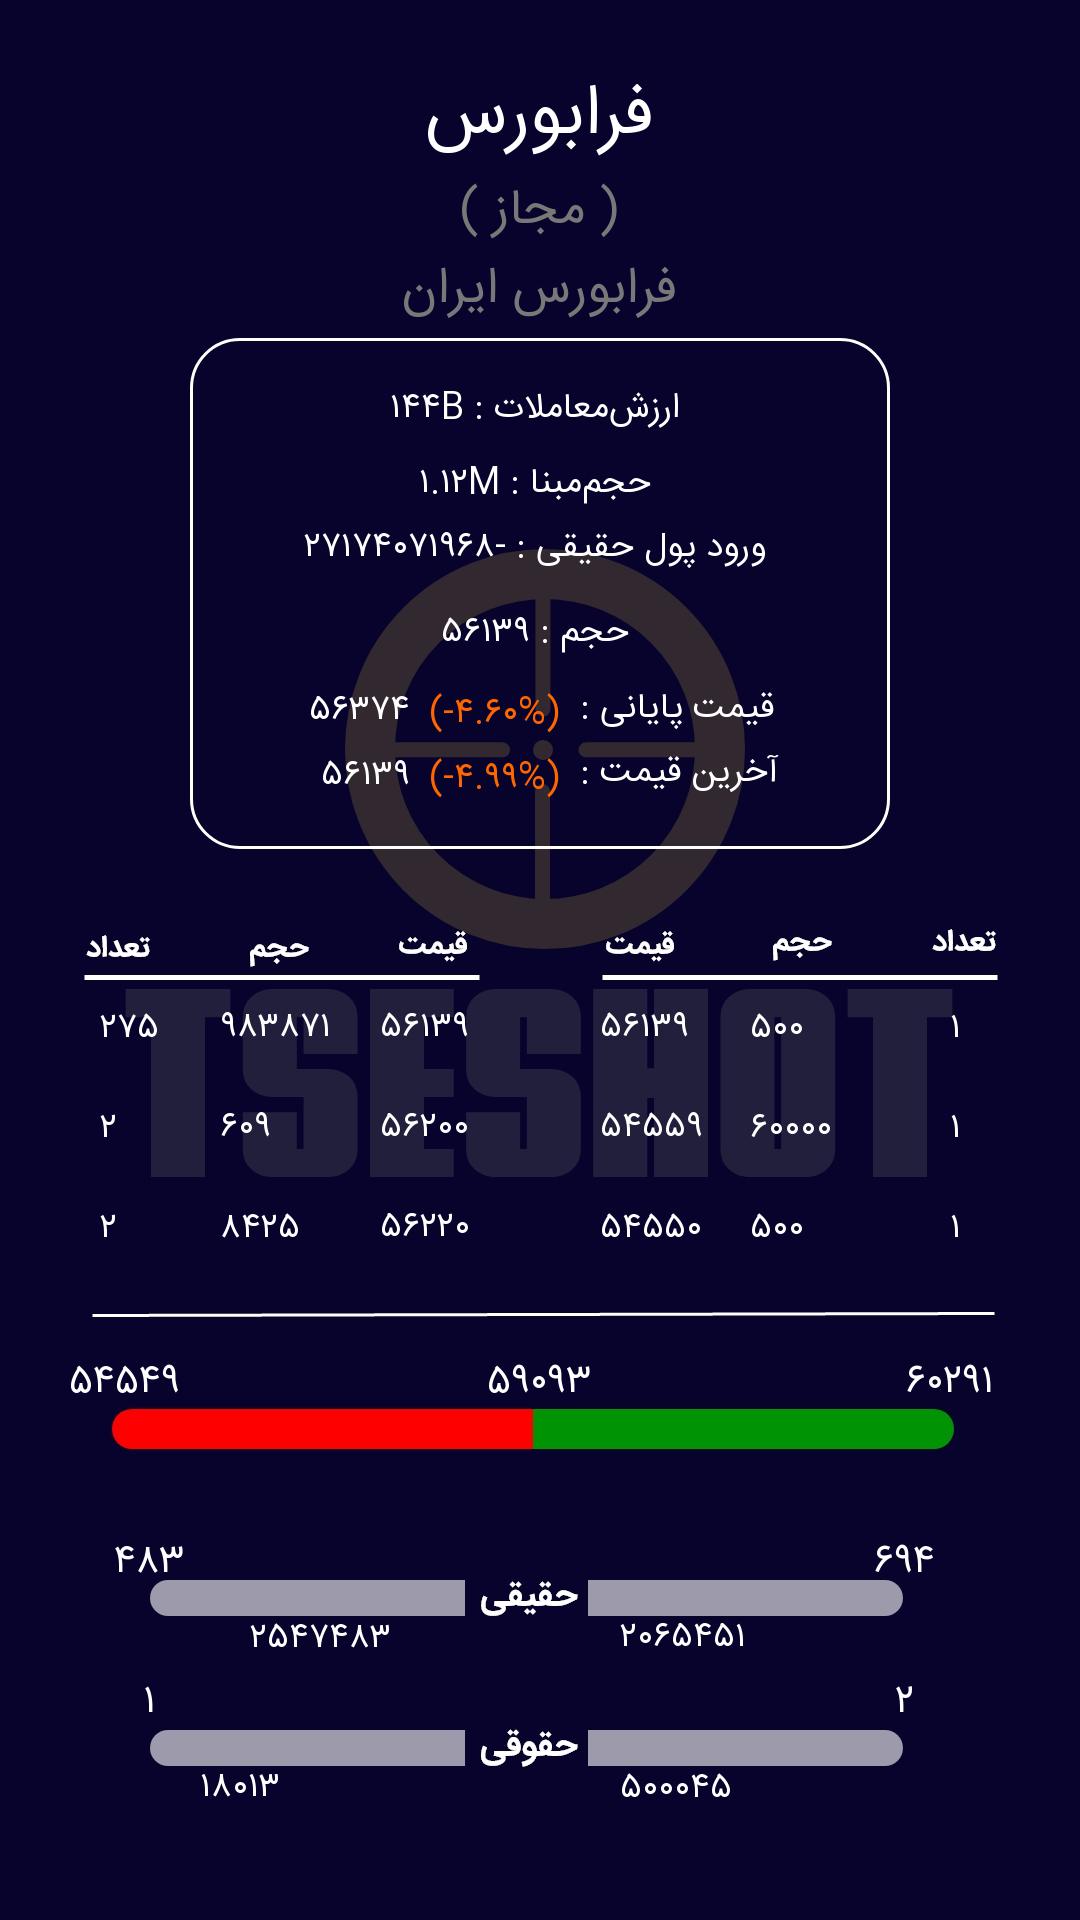 فرابورس
( مجاز )
فرابورس ایران
ارزش‌معاملات : ۱۴۴B
حجم‌مبنا : ۱.۱۲M
ورود پول حقیقی : -۲۷۱۷۴۰۷۱۹۶۸
حجم : ۵۶۱۳۹
قیمت پایانی : (-۴.۶۰%) ۵۶۳۷۴
آخرین قیمت : (-۴.۹۹%) ۵۶۱۳۹
تعداد حجم قیمت قیمت حجم تعداد
۱ ۵۰۰ ۵۶۱۳۹ ۵۶۱۳۹ ۹۸۳۸۷۱ ۲۷۵
TSESHOT
۱ ۶۰۰۰۰ ۵۴۵۵۹ ۵۶۲۰۰ ۶۰۹ ۲
۱ ۵۰۰ ۵۴۵۵۰ ۵۶۲۲۰ ۸۴۲۵ ۲
۶۰۲۹۱ ۵۹۰۹۳ ۵۴۵۴۹
۶۹۴ ۴۸۳
حقیقی
۲۰۶۵۴۵۱ ۲۵۴۷۴۸۳
۲ ۱
حقوقی
۵۰۰۰۴۵ ۱۸۰۱۳